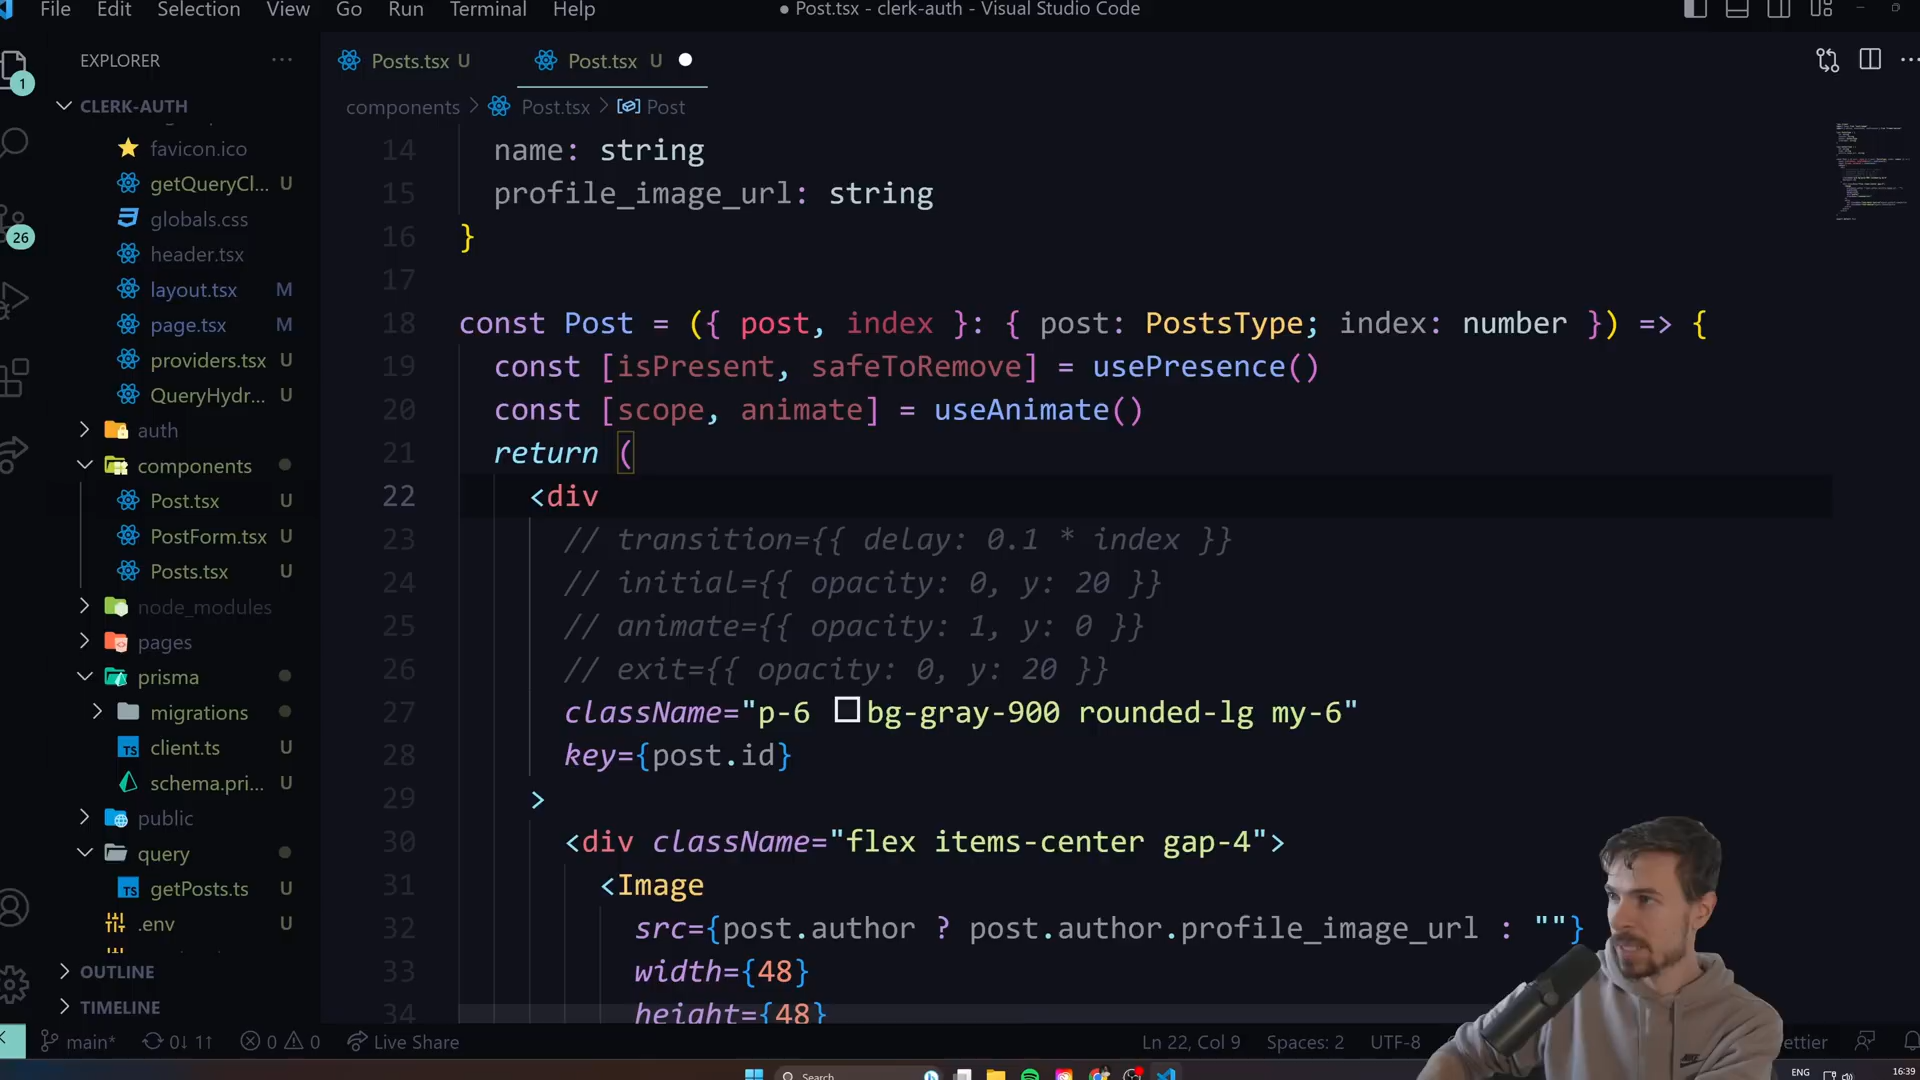 File Edit Selection View Go Run Terminal Help
● Post.tsx - clerk-auth - Visual Studio Code
EXPLORER
1
26
CLERK-AUTH
favicon.ico
getQueryCl... U
globals.css
header.tsx
layout.tsx M
page.tsx M
providers.tsx U
QueryHydr... U
auth
components
Post.tsx U
PostForm.tsx U
Posts.tsx U
node_modules
pages
prisma
migrations
client.ts U
schema.pri... U
public
query
getPosts.ts U
.env U
OUTLINE
TIMELINE
Posts.tsx U
Post.tsx U
components > Post.tsx > Post
14 name: string
15 profile_image_url: string
16 }
17
18 const Post = ({ post, index }: { post: PostsType; index: number }) => {
19 const [isPresent, safeToRemove] = usePresence()
20 const [scope, animate] = useAnimate()
21 return (
22 <div
23 // transition={{ delay: 0.1 * index }}
24 // initial={{ opacity: 0, y: 20 }}
25 // animate={{ opacity: 1, y: 0 }}
26 // exit={{ opacity: 0, y: 20 }}
27 className="p-6 bg-gray-900 rounded-lg my-6"
28 key={post.id}
29 >
30 <div className="flex items-center gap-4">
31 <Image
32 src={post.author ? post.author.profile_image_url : ""}
33 width={48}
34 height={48}
main* 0↓ 1↑ 0 0 Live Share
Ln 22, Col 9 Spaces: 2 UTF-8 ettier
Search
ENG
16:39